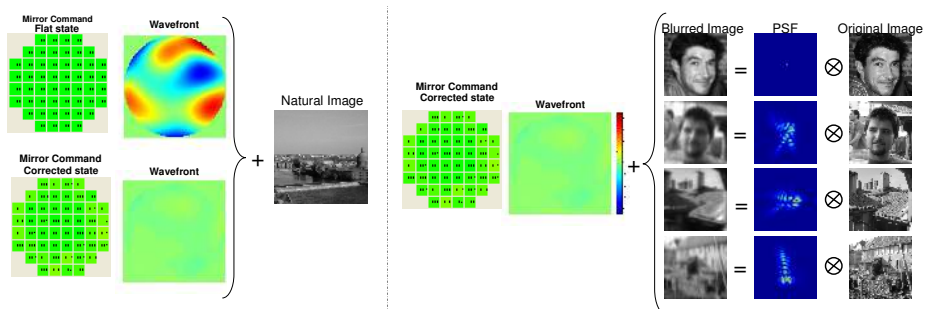 Mirror Command
Flat state
Wavefront
Mirror Command
Corrected state
Wavefront
+
Natural Image
Mirror Command
Corrected state
Wavefront
+
Blurred Image PSF Original Image
= ⊗
= ⊗
= ⊗
= ⊗